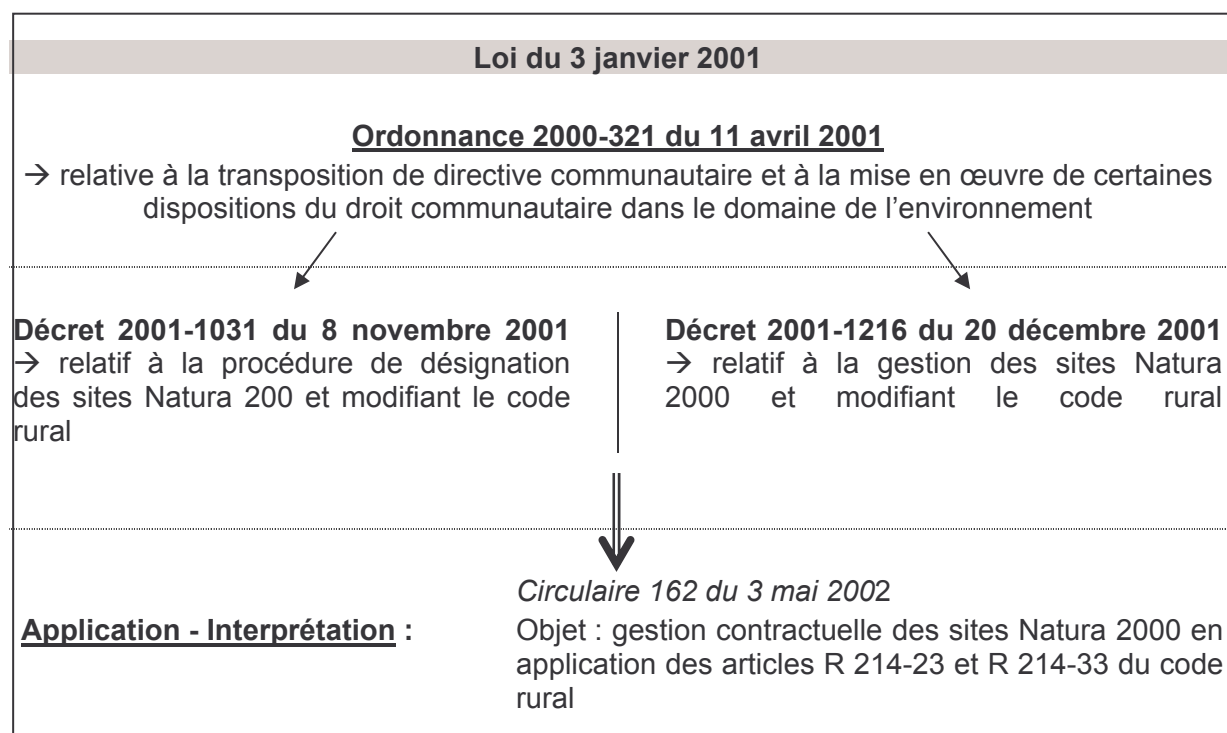 Loi du 3 janvier 2001
Ordonnance 2000-321 du 11 avril 2001
→ relative à la transposition de directive communautaire et à la mise en œuvre de certaines
dispositions du droit communautaire dans le domaine de l’environnement
Décret 2001-1031 du 8 novembre 2001
→ relatif à la procédure de désignation
des sites Natura 200 et modifiant le code
rural
Décret 2001-1216 du 20 décembre 2001
→ relatif à la gestion des sites Natura
2000 et modifiant le code rural
Circulaire 162 du 3 mai 2002
Application - Interprétation :
Objet : gestion contractuelle des sites Natura 2000 en
application des articles R 214-23 et R 214-33 du code
rural